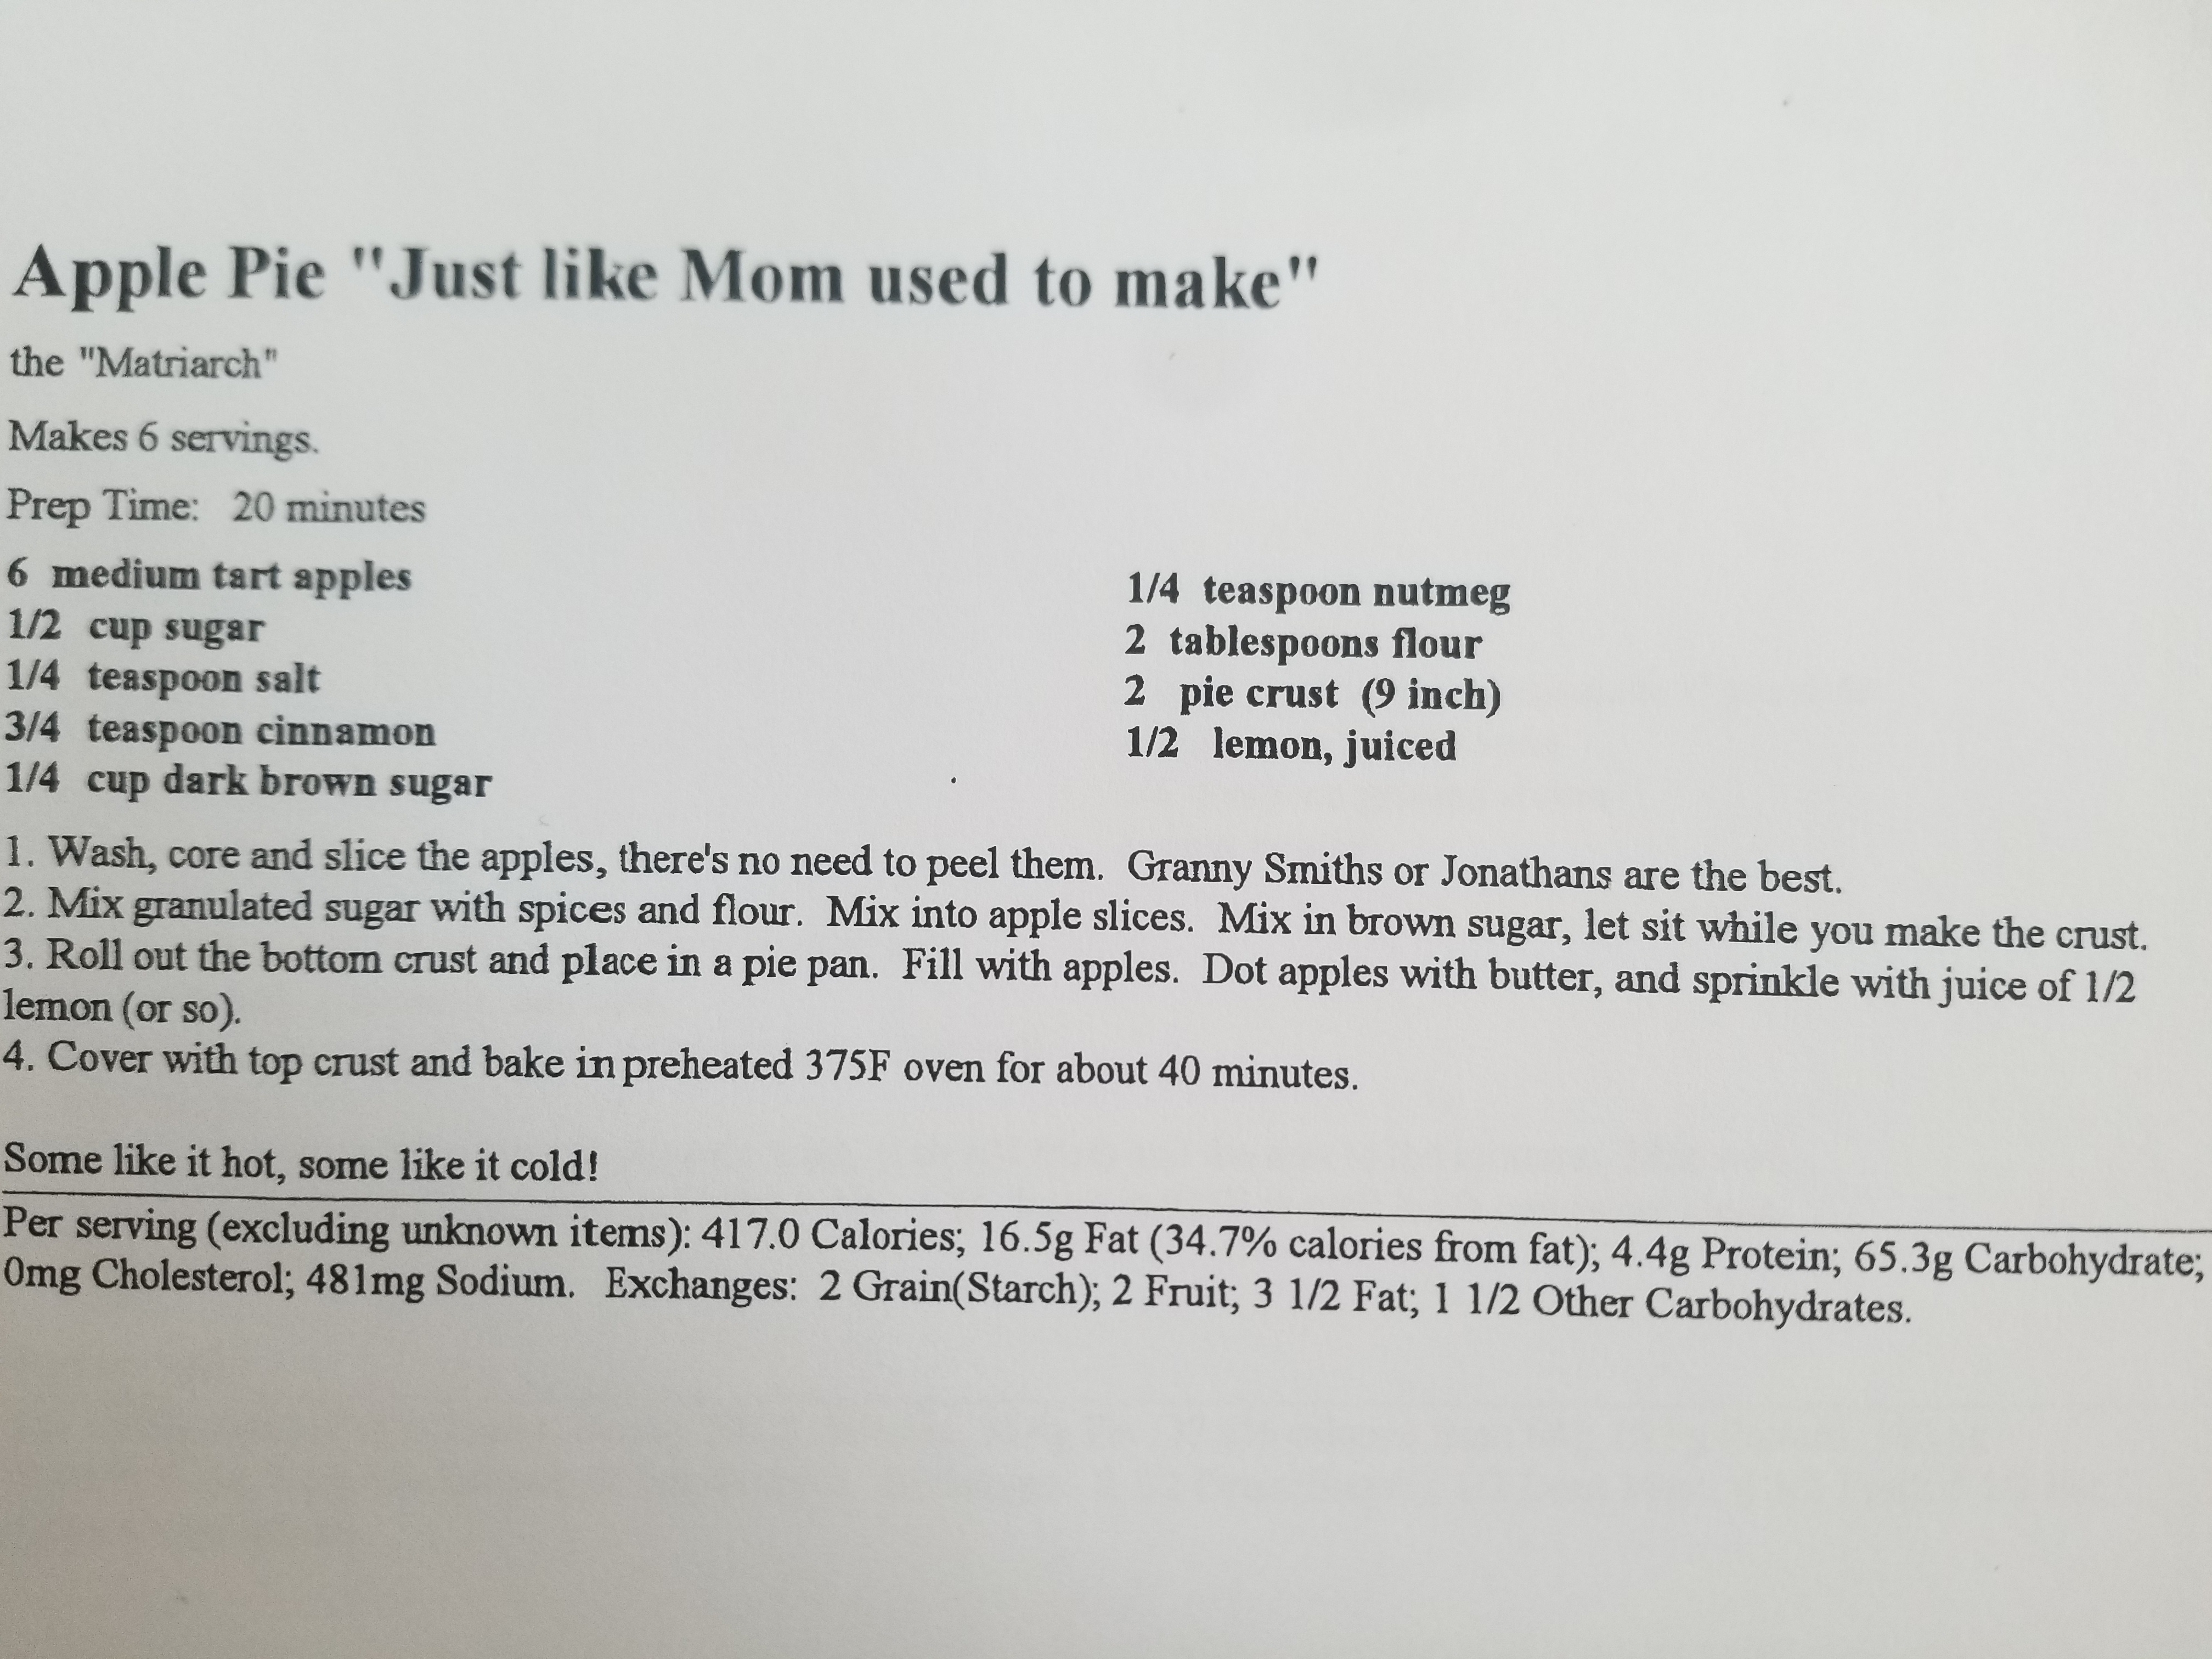 Apple Pie "Just like Mom used to make"
the "Matriarch"
Makes 6 servings.
Prep Time: 20 minutes
6 medium tart apples
1/2 cup sugar
1/4 teaspoon salt
3/4 teaspoon cinnamon
1/4 cup dark brown sugar
1/4 teaspoon nutmeg
2 tablespoons flour
2 pie crust (9 inch)
1/2 lemon, juiced
1. Wash, core and slice the apples, there's no need to peel them. Granny Smiths or Jonathans are the best.
2. Mix granulated sugar with spices and flour. Mix into apple slices. Mix in brown sugar, let sit while you make the crust.
3. Roll out the bottom crust and place in a pie pan. Fill with apples. Dot apples with butter, and sprinkle with juice of 1/2
lemon (or so).
4. Cover with top crust and bake in preheated 375F oven for about 40 minutes.
Some like it hot, some like it cold!
Per serving (excluding unknown items): 417.0 Calories; 16.5g Fat (34.7% calories from fat); 4.4g Protein; 65.3g Carbohydrate;
0mg Cholesterol; 481mg Sodium. Exchanges: 2 Grain(Starch); 2 Fruit; 3 1/2 Fat; 1 1/2 Other Carbohydrates.